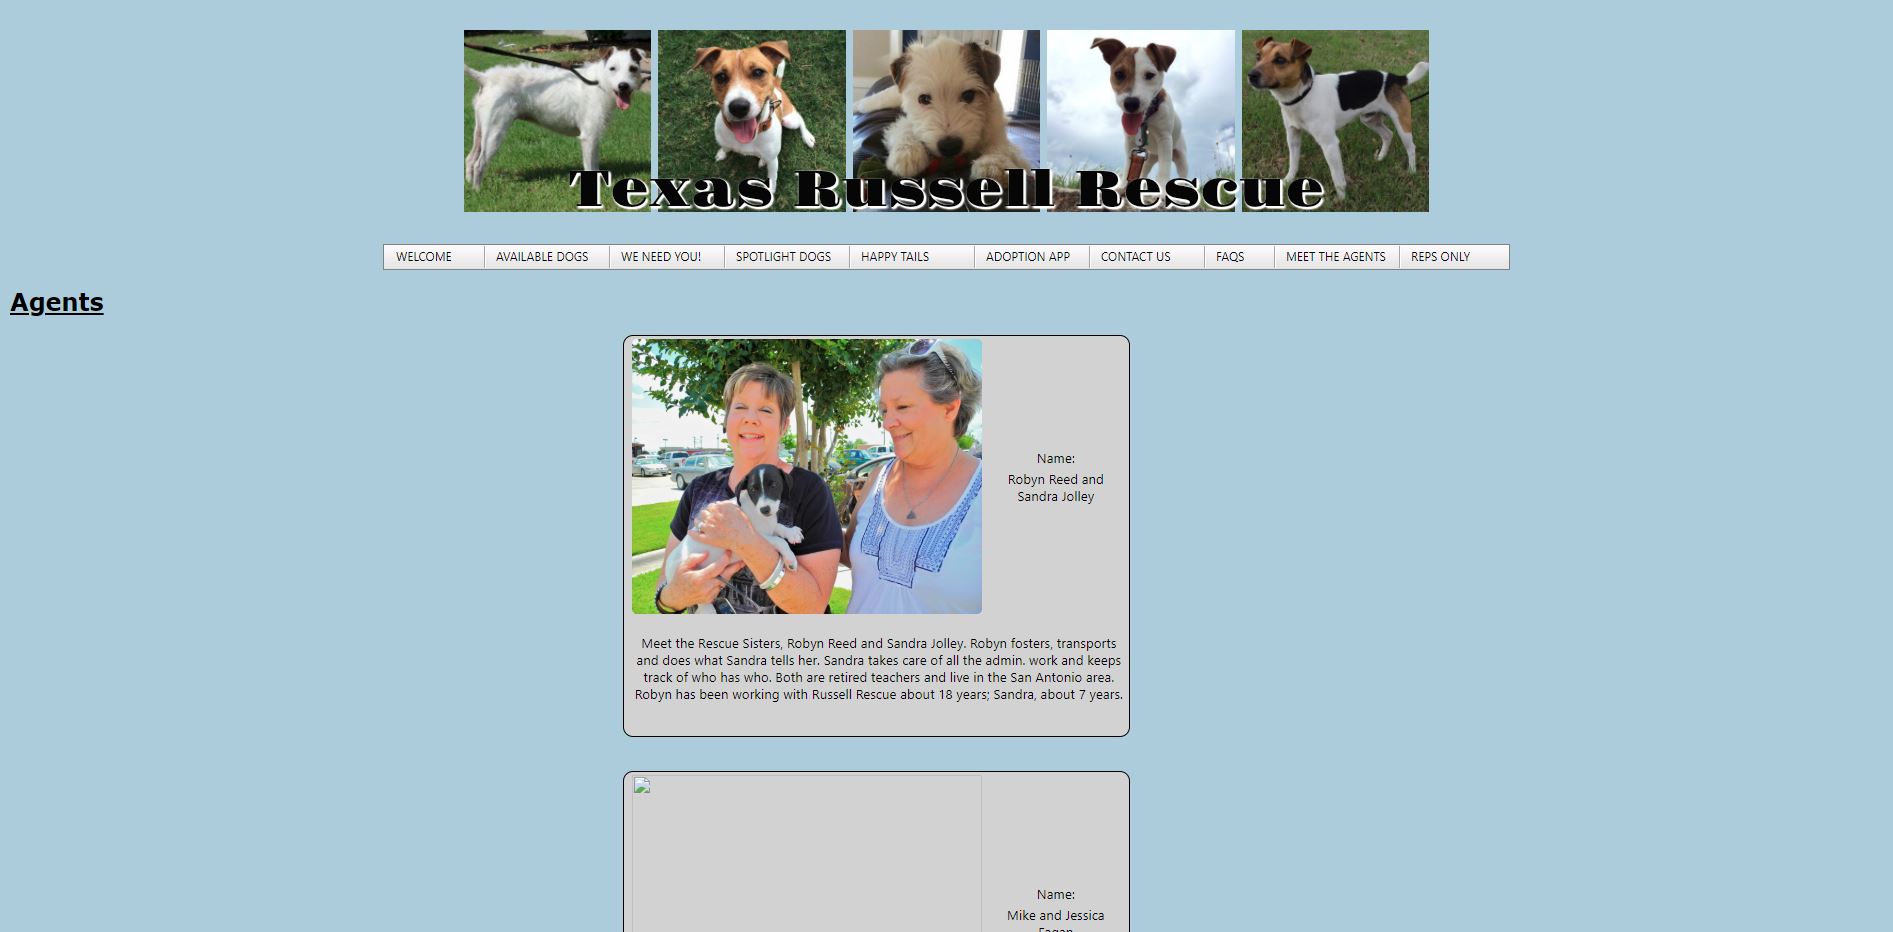 Texas Russell Rescue
WELCOME AVAILABLE DOGS WE NEED YOU! SPOTLIGHT DOGS HAPPY TAILS ADOPTION APP CONTACT US FAQS MEET THE AGENTS REPS ONLY
Agents
Name:
Robyn Reed and
Sandra Jolley
Meet the Rescue Sisters, Robyn Reed and Sandra Jolley. Robyn fosters, transports
and does what Sandra tells her. Sandra takes care of all the admin. work and keeps
track of who has who. Both are retired teachers and live in the San Antonio area.
Robyn has been working with Russell Rescue about 18 years; Sandra, about 7 years.
Name:
Mike and Jessica